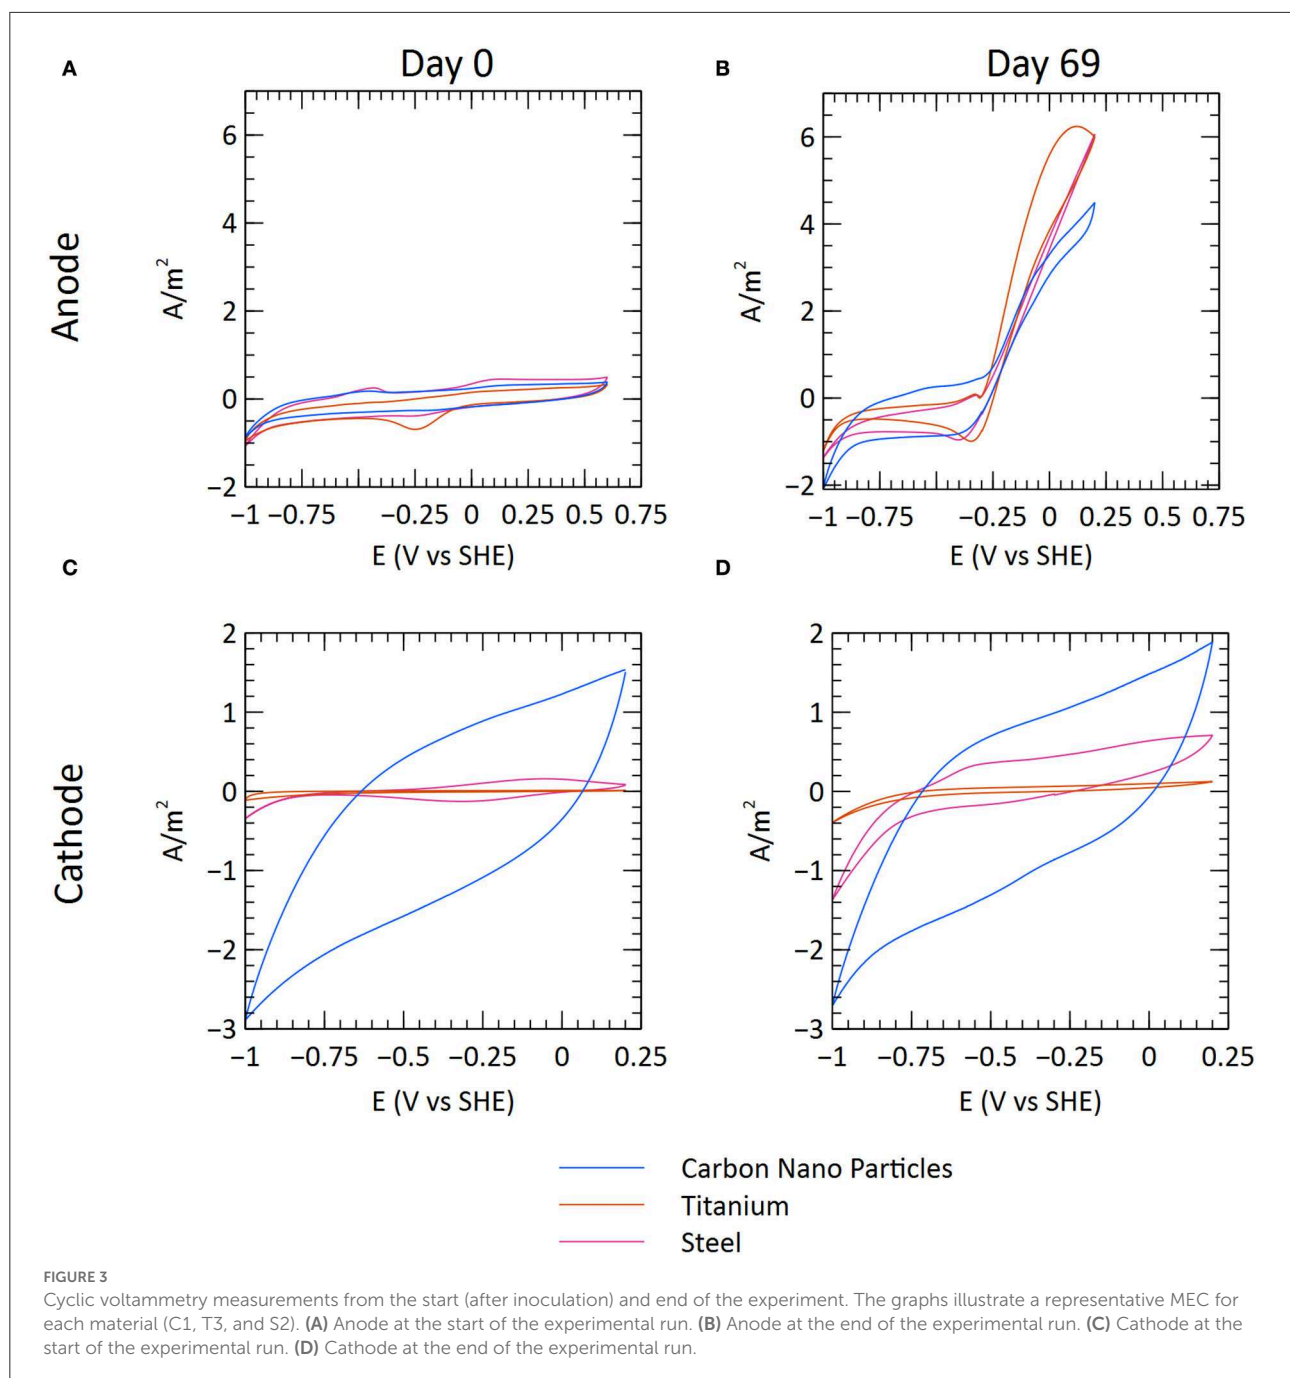 Day 0
Day 69
A
B
Anode
A/m2
6
4
2
0
−2
−1 −0.75 −0.25 0 0.25 0.5 0.75
E (V vs SHE)
A/m2
6
4
2
0
−2
−1 −0.75 −0.25 0 0.25 0.5 0.75
E (V vs SHE)
C
D
Cathode
A/m2
2
1
0
−1
−2
−3
−1 −0.75 −0.5 −0.25 0 0.25
E (V vs SHE)
A/m2
2
1
0
−1
−2
−3
−1 −0.75 −0.5 −0.25 0 0.25
E (V vs SHE)
Carbon Nano Particles
Titanium
Steel
FIGURE 3
Cyclic voltammetry measurements from the start (after inoculation) and end of the experiment. The graphs illustrate a representative MEC for
each material (C1, T3, and S2). (A) Anode at the start of the experimental run. (B) Anode at the end of the experimental run. (C) Cathode at the
start of the experimental run. (D) Cathode at the end of the experimental run.